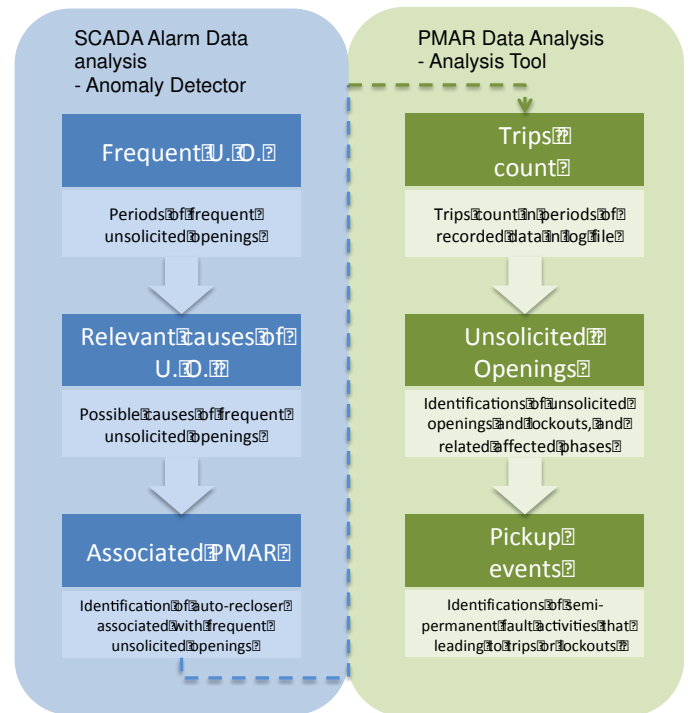 SCADA Alarm Data
analysis
- Anomaly Detector
Frequent U. O.
Periods of frequent
unsolicited openings
Relevant causes of
U. O.
Possible causes of frequent
unsolicited openings
Associated PMAR
Identification of auto-recloser
associated with frequent
unsolicited openings
PMAR Data Analysis
- Analysis Tool
Trips
count
Trips count in periods of
recorded data in log file
Unsolicited
Openings
Identifications of unsolicited
openings and lockouts, and
related affected phases
Pickup
events
Identifications of semi-
permanent fault activities that
leading to trips or lockouts